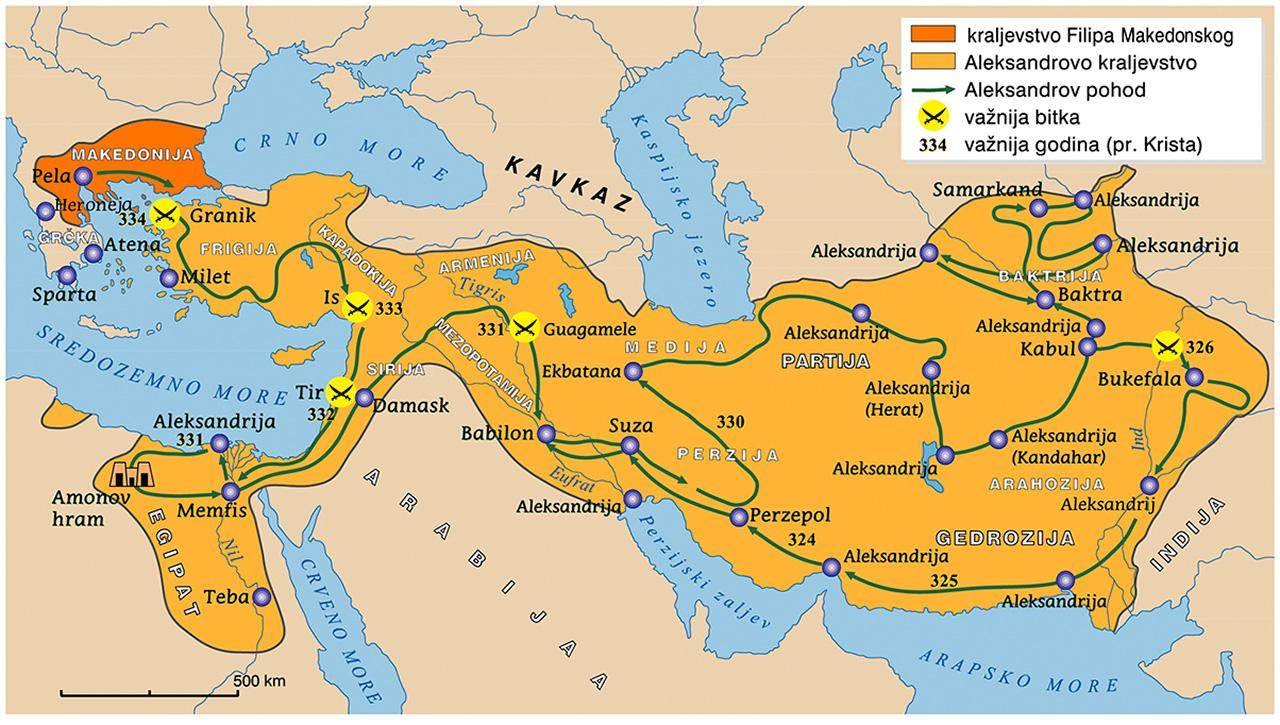 kraljevstvo Filipa Makedonskog
Aleksandrovo kraljevstvo
Aleksandrov pohod
važnija bitka
334 važnija godina (pr. Krista)
CRNO MORE
KAVKAZ
Kaspijsko jezero
MAKEDONIJA
Pela
Heroneja
334
Granik
GRČKA
Atena
Sparta
Milet
FRIGIJA
KAPADOKIJA
ARMENIJA
Tigris
Is
333
331
Guagamele
MEZOPOTAMIJA
MEDIJA
SREDOZEMNO MORE
SIRIJA
Tir
332
Damask
Ekbatana
Aleksandrija
331
Babilon
Suza
330
PERZIJA
Eufrat
Aleksandrija
Amonov
hram
Memfis
EGIPAT
Nil
Teba
CRVENO MORE
ARABIJA
Perzijski zaljev
Perzepol
324
Samarkand
Aleksandrija
Aleksandrija
Aleksandrija
BAKTRIJA
Baktra
Aleksandrija
Aleksandrija
Kabul
326
PARTIJA
Aleksandrija
(Herat)
Bukefala
Aleksandrija
Aleksandrija
(Kandahar)
Ind
ARAHOZIJA
Aleksandrij
GEDROZIJA
INDIJA
Aleksandrija
325
Aleksandrija
ARAPSKO MORE
500 km